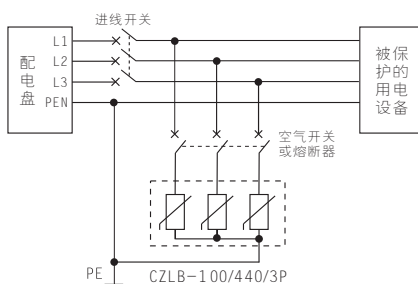 进线开关
L1
L2
L3
PEN
配电盘
被保护的用电设备
空气开关
或熔断器
PE
CZLB-100/440/3P